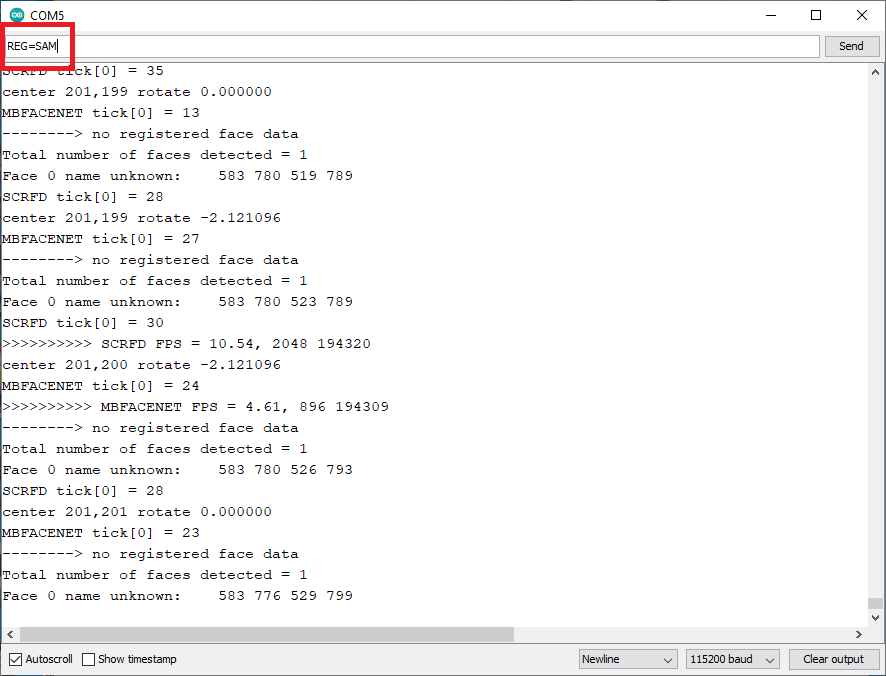 COM5
REG=SAM
Send
SCRFD tick[0] = 35
center 201,199 rotate 0.000000
MBFACENET tick[0] = 13
--------> no registered face data
Total number of faces detected = 1
Face 0 name unknown:    583 780 519 789
SCRFD tick[0] = 28
center 201,199 rotate -2.121096
MBFACENET tick[0] = 27
--------> no registered face data
Total number of faces detected = 1
Face 0 name unknown:    583 780 523 789
SCRFD tick[0] = 30
>>>>>>>>>> SCRFD FPS = 10.54, 2048 194320
center 201,200 rotate -2.121096
MBFACENET tick[0] = 24
>>>>>>>>>> MBFACENET FPS = 4.61, 896 194309
--------> no registered face data
Total number of faces detected = 1
Face 0 name unknown:    583 780 526 793
SCRFD tick[0] = 28
center 201,201 rotate 0.000000
MBFACENET tick[0] = 23
--------> no registered face data
Total number of faces detected = 1
Face 0 name unknown:    583 776 529 799
Autoscroll Show timestamp Newline 115200 baud Clear output